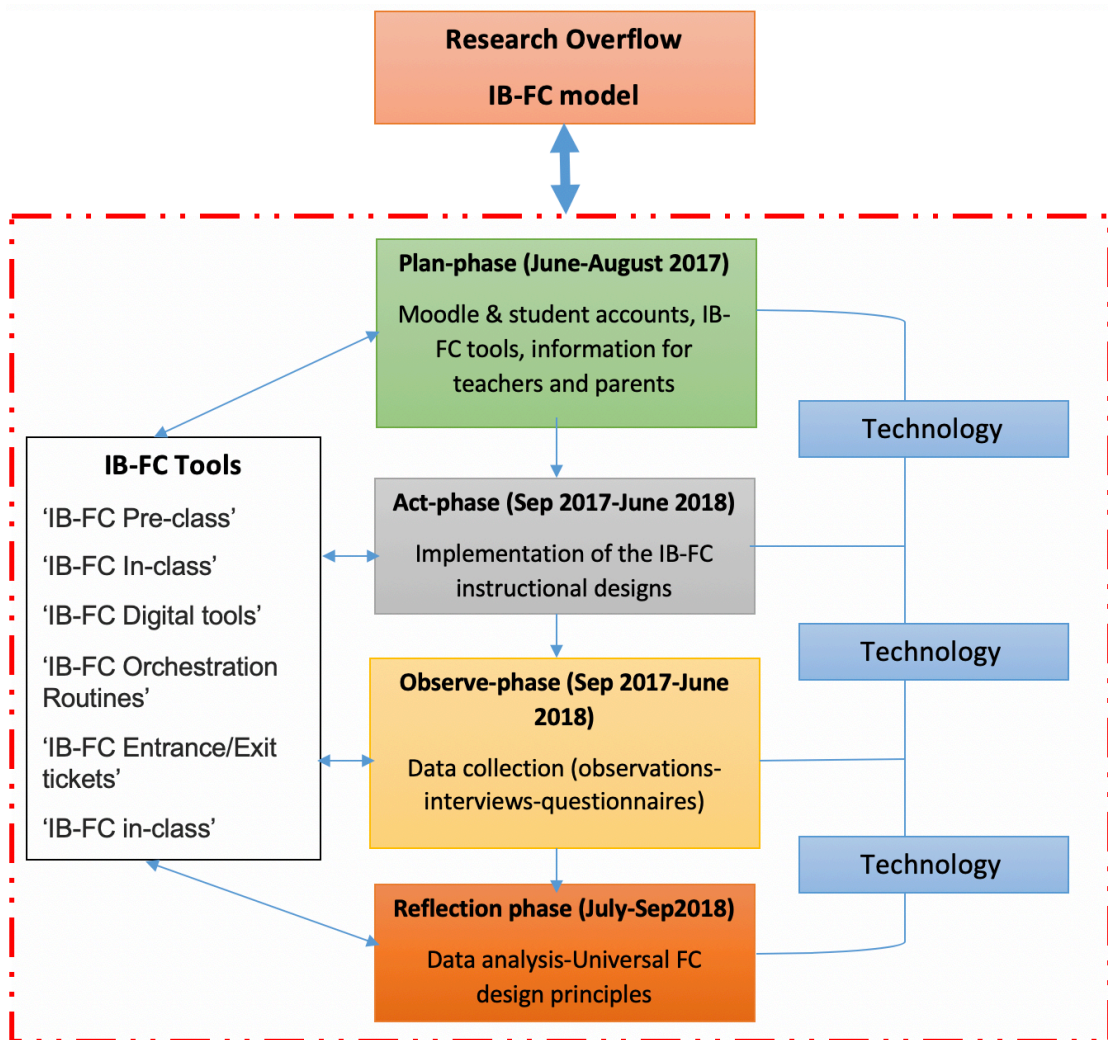 Research Overflow
IB-FC model
Plan-phase (June-August 2017)
Moodle & student accounts, IB-
FC tools, information for
teachers and parents
Technology
IB-FC Tools
‘IB-FC Pre-class’
‘IB-FC In-class’
‘IB-FC Digital tools’
‘IB-FC Orchestration
Routines’
‘IB-FC Entrance/Exit
tickets’
‘IB-FC in-class’
Act-phase (Sep 2017-June 2018)
Implementation of the IB-FC
instructional designs
Technology
Observe-phase (Sep 2017-June
2018)
Data collection (observations-
interviews-questionnaires)
Technology
Reflection phase (July-Sep2018)
Data analysis-Universal FC
design principles